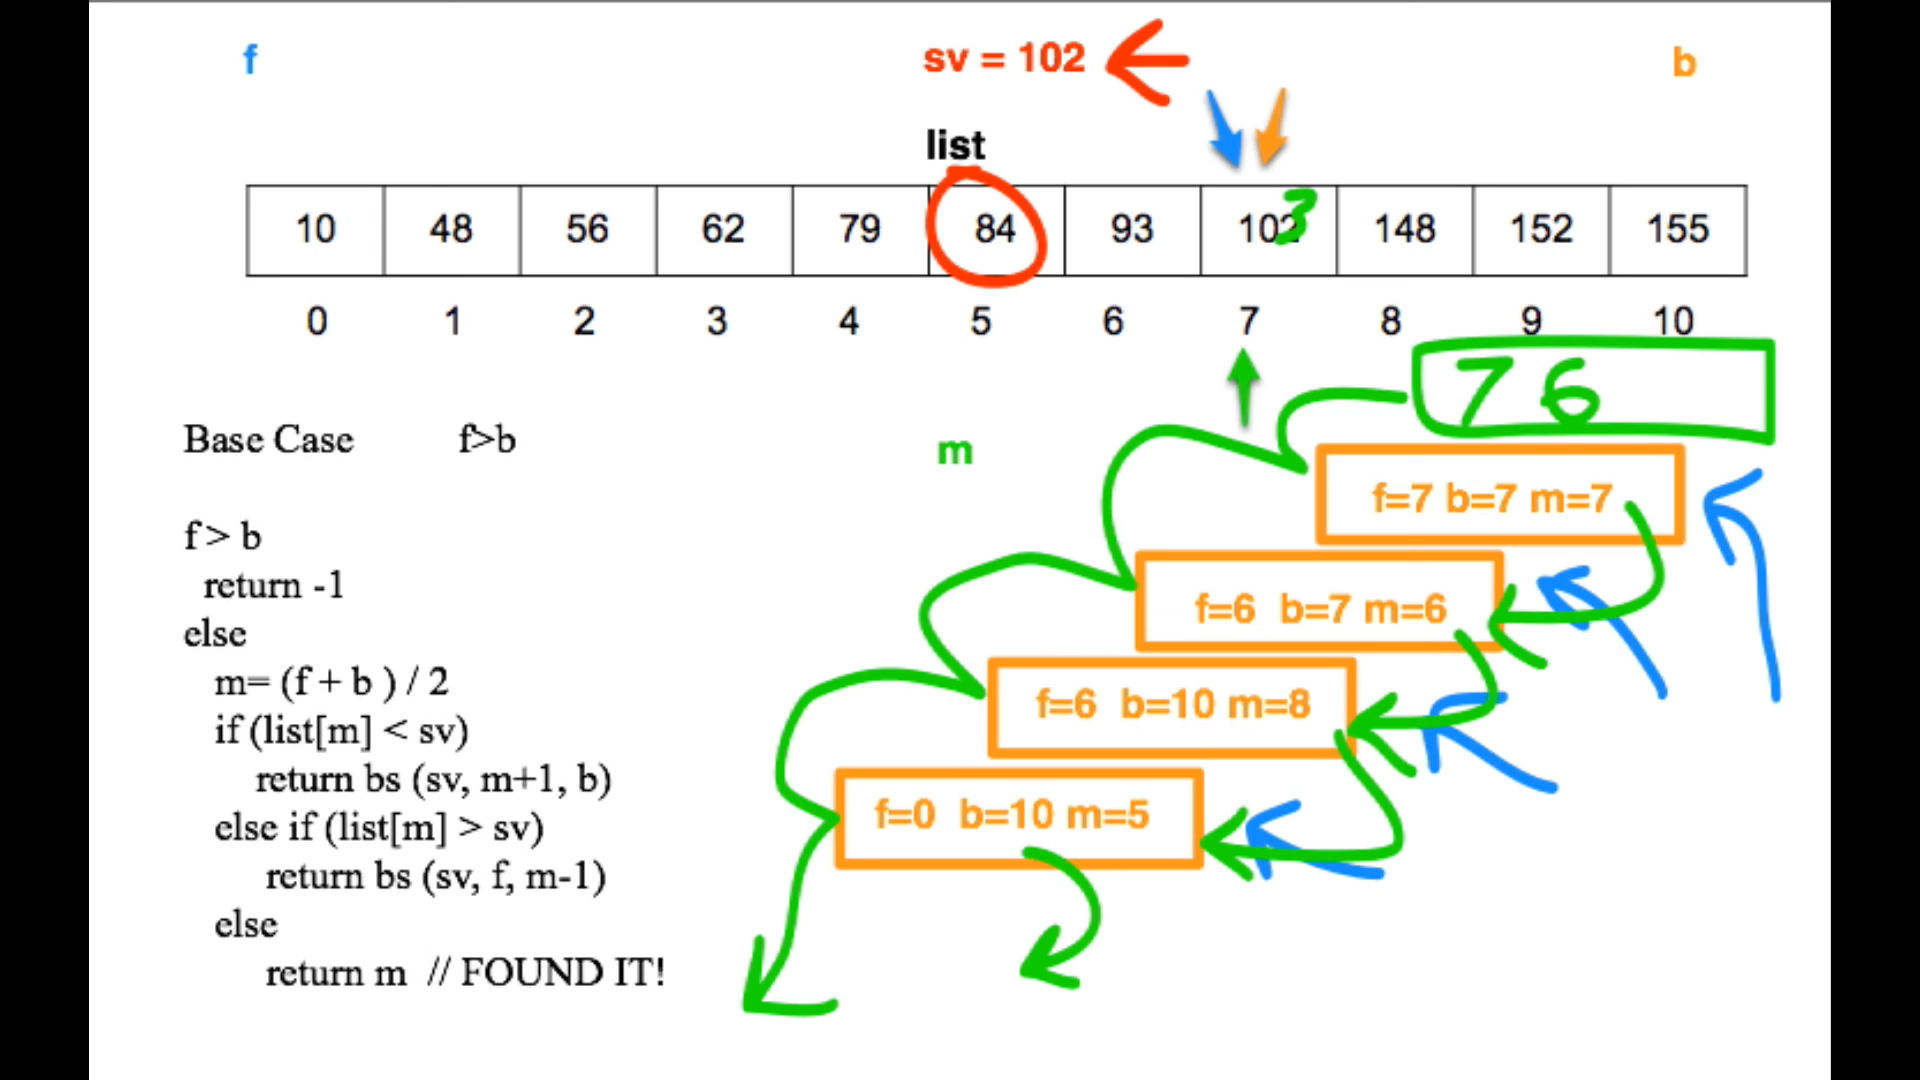 f sv = 102 b
list
10 48 56 62 79 84 93 102 148 152 155
3
0 1 2 3 4 5 6 7 8 9 10
7 6
Base Case f>b
m
f=7 b=7 m=7
f > b
return -1
f=6 b=7 m=6
else
m= (f + b ) / 2
f=6 b=10 m=8
if (list[m] < sv)
return bs (sv, m+1, b)
f=0 b=10 m=5
else if (list[m] > sv)
return bs (sv, f, m-1)
else
return m // FOUND IT!